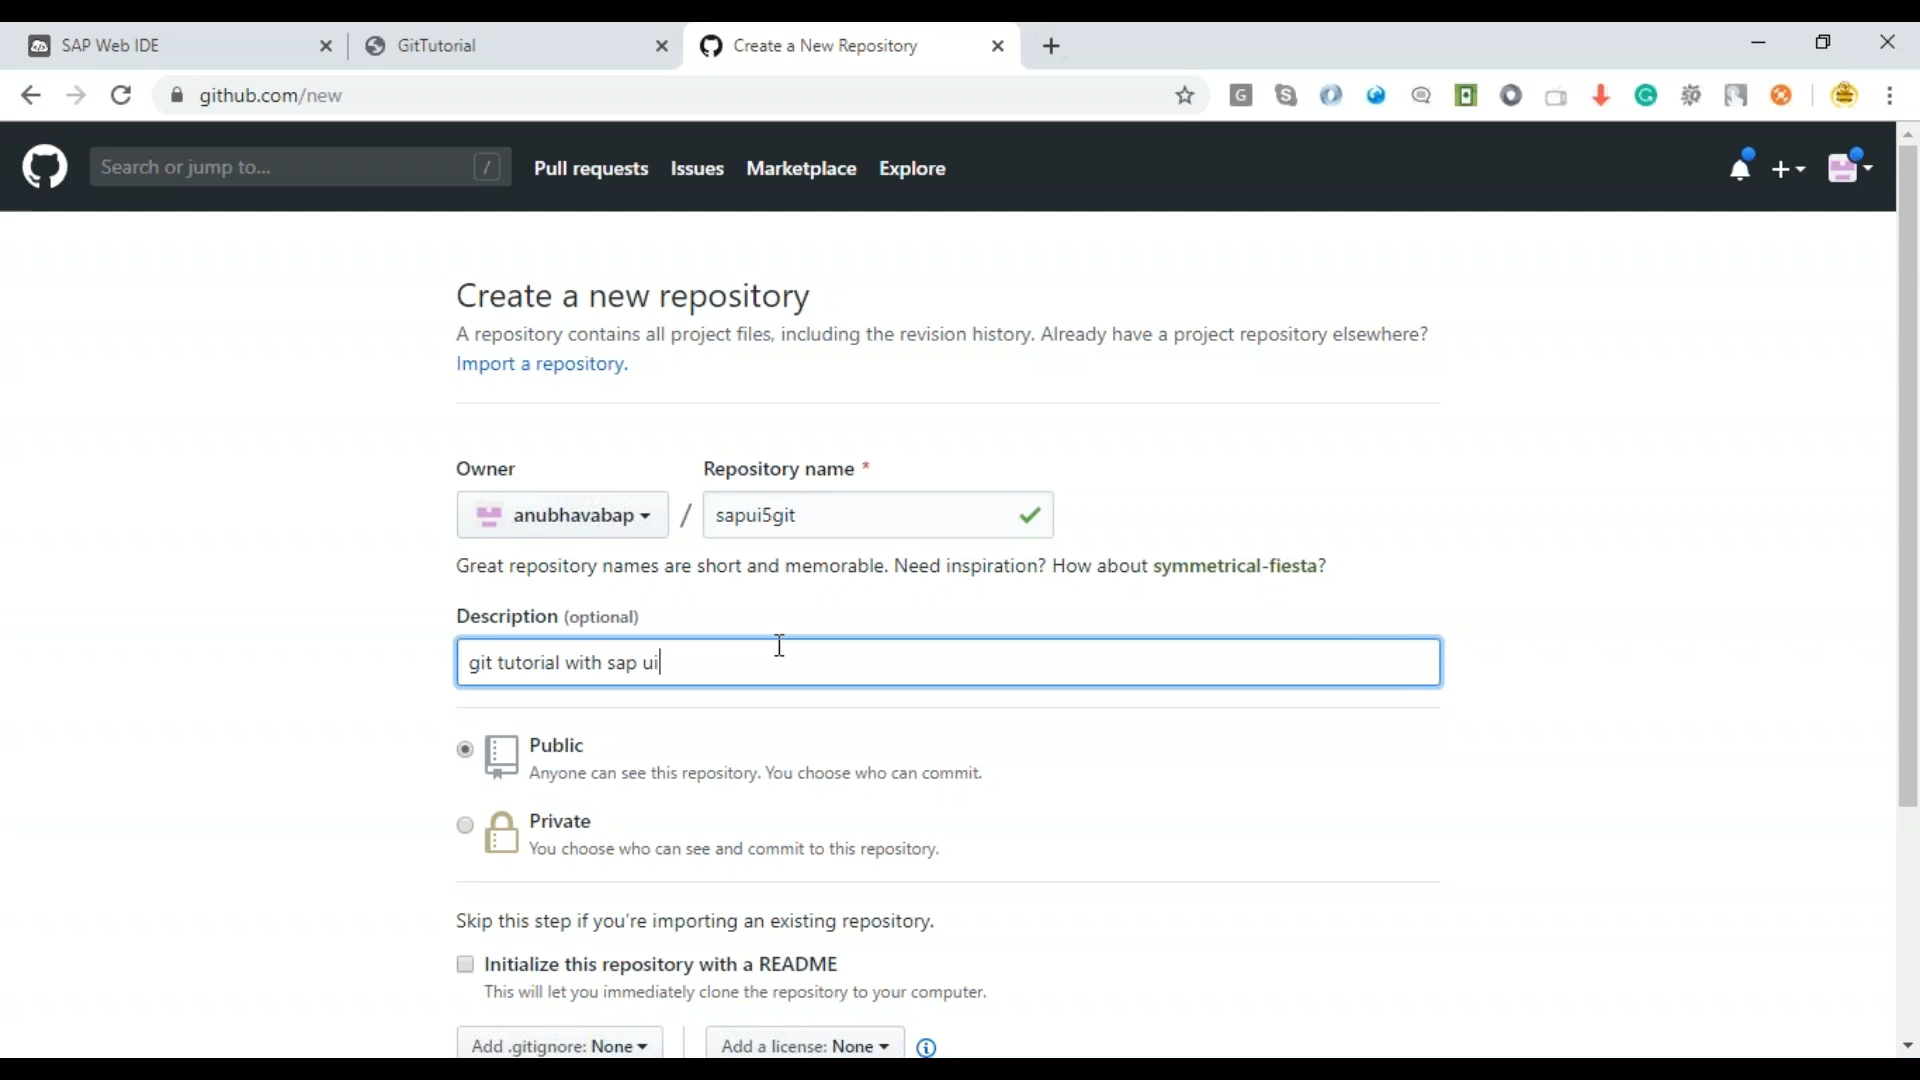 SAP Web IDE
GitTutorial
Create a New Repository
github.com/new
Search or jump to...
/
Pull requests Issues Marketplace Explore
Create a new repository
A repository contains all project files, including the revision history. Already have a project repository elsewhere?
Import a repository.
Owner
Repository name *
anubhavabap / sapui5git
Great repository names are short and memorable. Need inspiration? How about symmetrical-fiesta?
Description (optional)
git tutorial with sap ui
Public
Anyone can see this repository. You choose who can commit.
Private
You choose who can see and commit to this repository.
Skip this step if you're importing an existing repository.
Initialize this repository with a README
This will let you immediately clone the repository to your computer.
Add .gitignore: None
Add a license: None